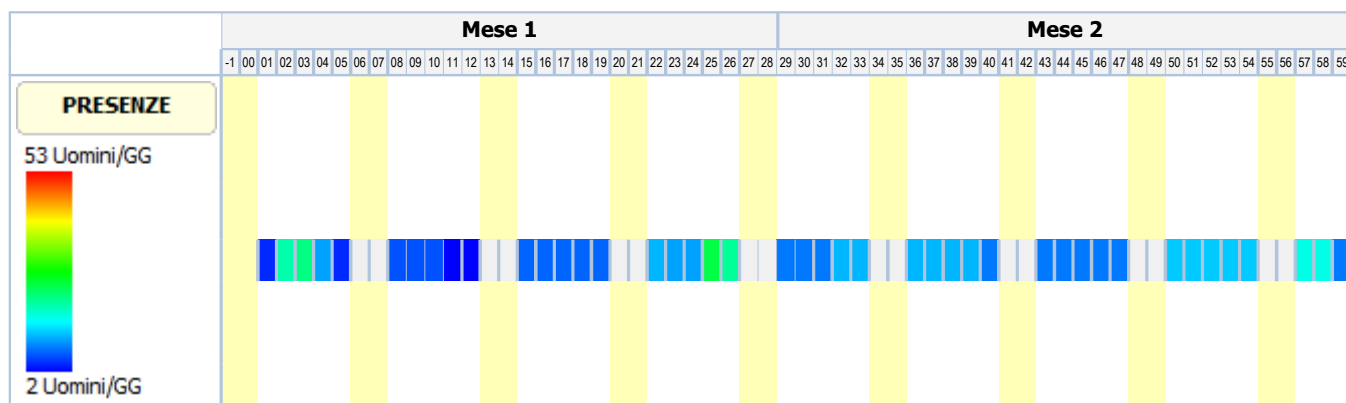 Mese 1 Mese 2
-1 00 01 02 03 04 05 06 07 08 09 10 11 12 13 14 15 16 17 18 19 20 21 22 23 24 25 26 27 28 29 30 31 32 33 34 35 36 37 38 39 40 41 42 43 44 45 46 47 48 49 50 51 52 53 54 55 56 57 58 59
PRESENZE
53 Uomini/GG
2 Uomini/GG